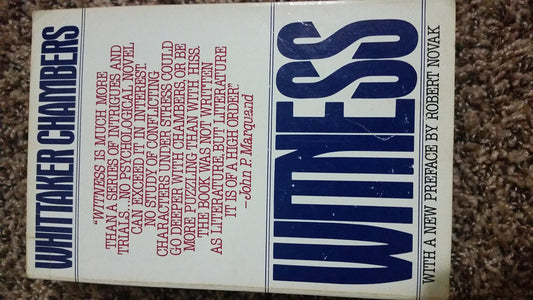 WHITTAKER CHAMBERS
"WITNESS IS MUCH MORE
THAN A SERIES OF INTRIGUES AND
TRIALS...NO PSYCHOLOGICAL NOVEL
CAN EXCEED IT IN INTEREST.
NO STUDY OF CONFLICTING
CHARACTERS UNDER STRESS COULD
GO DEEPER WITH CHAMBERS, OR BE
MORE PUZZLING THAN WITH HISS.
THE BOOK WAS NOT WRITTEN
AS LITERATURE, BUT LITERATURE
IT IS OF A HIGH ORDER."
—John P. Marquand
WITNESS
WITH A NEW PREFACE BY ROBERT NOVAK